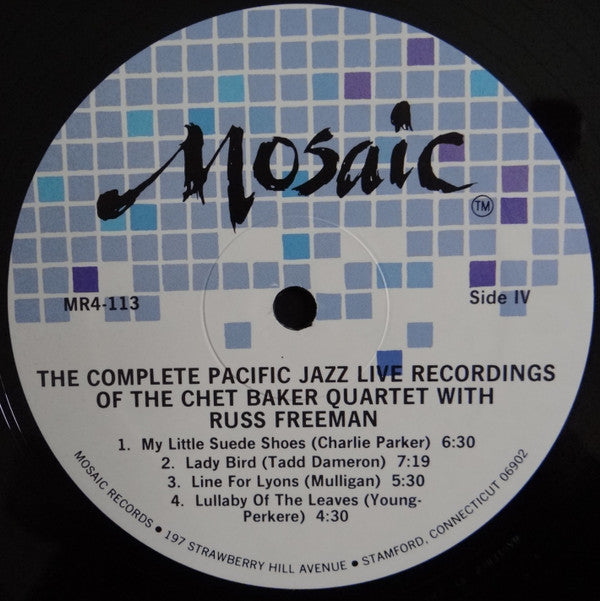 Mosaic
TM
MR4-113
Side IV
THE COMPLETE PACIFIC JAZZ LIVE RECORDINGS
OF THE CHET BAKER QUARTET WITH
RUSS FREEMAN
1. My Little Suede Shoes (Charlie Parker) 6:30
2. Lady Bird (Tadd Dameron) 7:19
3. Line For Lyons (Mulligan) 5:30
4. Lullaby Of The Leaves (Young-
Perkere) 4:30
MOSAIC RECORDS • 197 STRAWBERRY HILL AVENUE • STAMFORD, CONNECTICUT 06902